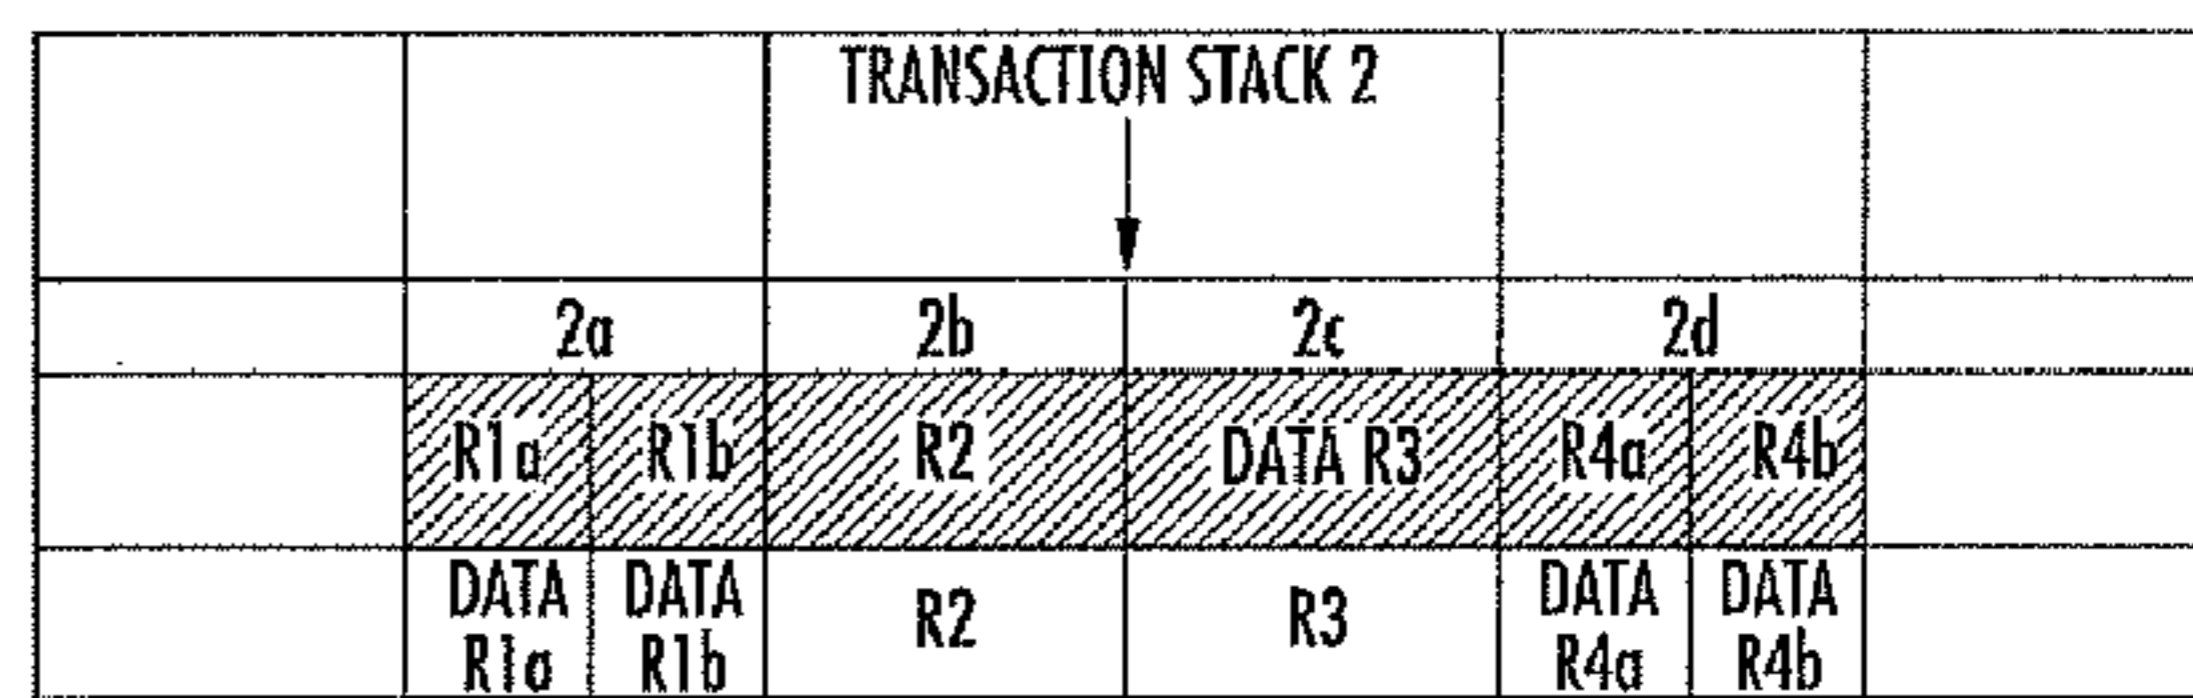 TRANSACTION STACK 2
2a 2b 2c 2d
R1a R1b R2 DATA R3 R4a R4b
DATA DATA R2 R3 DATA DATA
R1a R1b R4a R4b